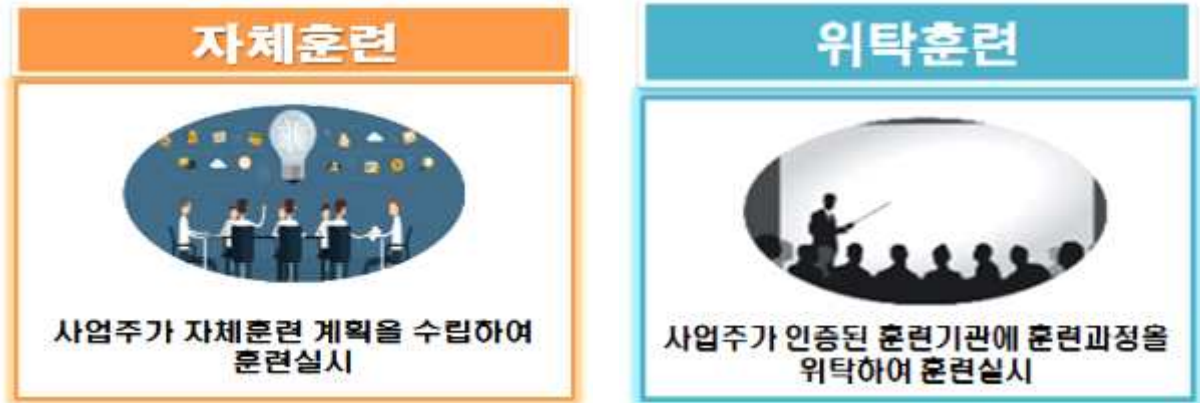 자체훈련
사업주가 자체훈련 계획을 수립하여
훈련실시
위탁훈련
사업주가 인증된 훈련기관에 훈련과정을
위탁하여 훈련실시